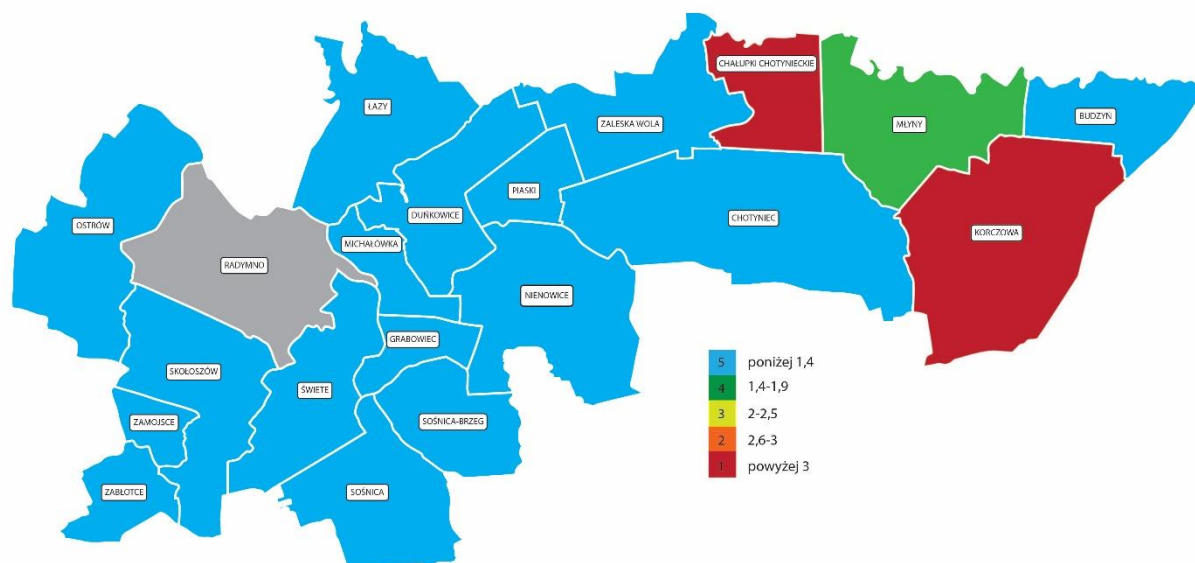 CHAŁUPKI CHOTYNIECKIE
ŁAZY
ZALESKA WOLA
MŁYNY
BUDZYŃ
PIASKI
OSTRÓW
DUŃKOWICE
CHOTYNIEC
KORCZOWA
MICHAŁÓWKA
RADYMNO
NIENOWICE
GRABOWIEC
SKOŁOSZÓW
ŚWIETE
ZAMOJSCE
SOŚNICA-BRZEG
ZABŁOTCE
SOŚNICA
5 poniżej 1,4
4 1,4-1,9
3 2-2,5
2 2,6-3
1 powyżej 3